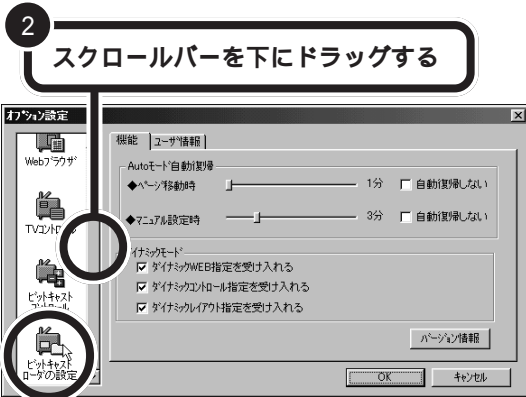 2
スクロールバーを下にドラッグする
オプション設定
機能
ユーザ情報
Webブラウザ
Autoモード自動復帰
◆ページ移動時
1分
自動復帰しない
TVコントロール
◆マニュアル設定時
3分
自動復帰しない
ダイナミックモード
ダイナミックWEB指定を受け入れる
ダイナミックコントロール指定を受け入れる
ビットキャスト
コントロール
ダイナミックレイアウト指定を受け入れる
バージョン情報
ビットキャスト
ローダの設定
OK
キャンセル